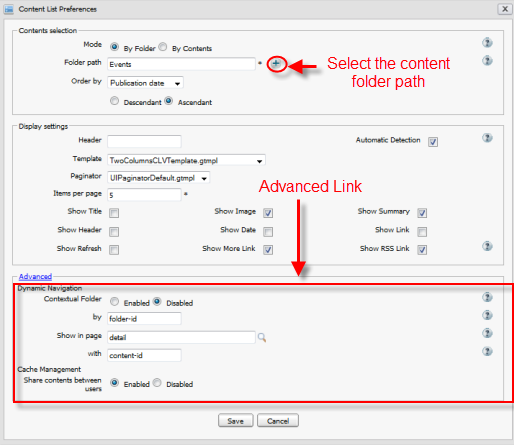 Content List Preferences
Contents selection
Mode By Folder By Contents
Folder path Events *
Select the content folder path
Order by Publication date
Descendant Ascendant
Display settings
Header Automatic Detection
Template TwoColumnsCLVTemplate.gtmpl
Paginator UIPaginatorDefault.gtmpl
Items per page 5 *
Advanced Link
Show Title Show Image Show Summary
Show Header Show Date Show Link
Show Refresh Show More Link Show RSS Link
Advanced
Dynamic Navigation
Contextual Folder Enabled Disabled
by folder-id
Show in page detail
with content-id
Cache Management
Share contents between users Enabled Disabled
Save Cancel